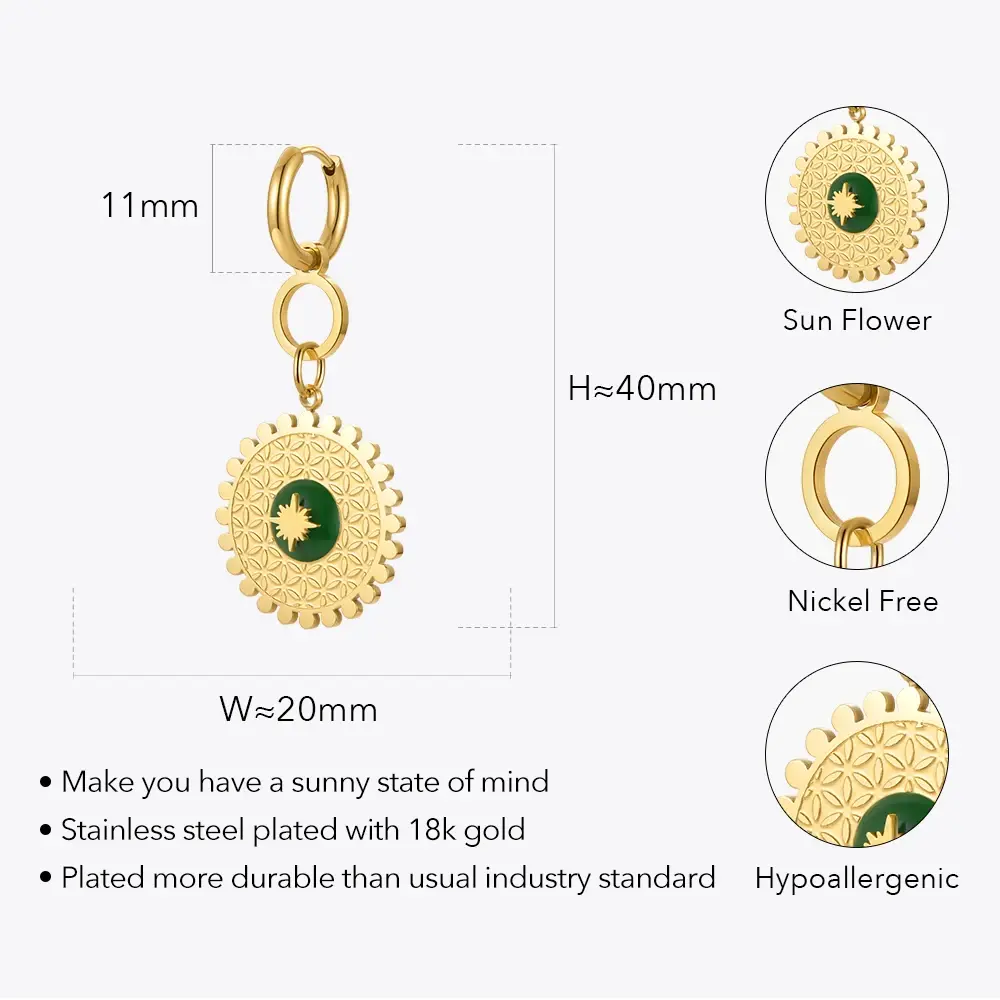 11mm
H≈40mm
W≈20mm
Sun Flower
Nickel Free
Hypoallergenic
• Make you have a sunny state of mind
• Stainless steel plated with 18k gold
• Plated more durable than usual industry standard